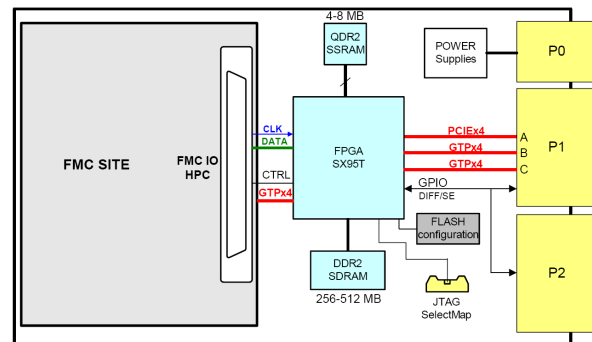 4-8 MB
QDR2
SSRAM
POWER
Supplies
P0
FMC SITE
FMC IO
HPC
CLK
DATA
CTRL
GTPx4
FPGA
SX95T
PCIEx4
GTPx4
GTPx4
A
B
C
P1
GPIO
DIFF/SE
FLASH
configuration
DDR2
SDRAM
256-512 MB
JTAG
SelectMap
P2